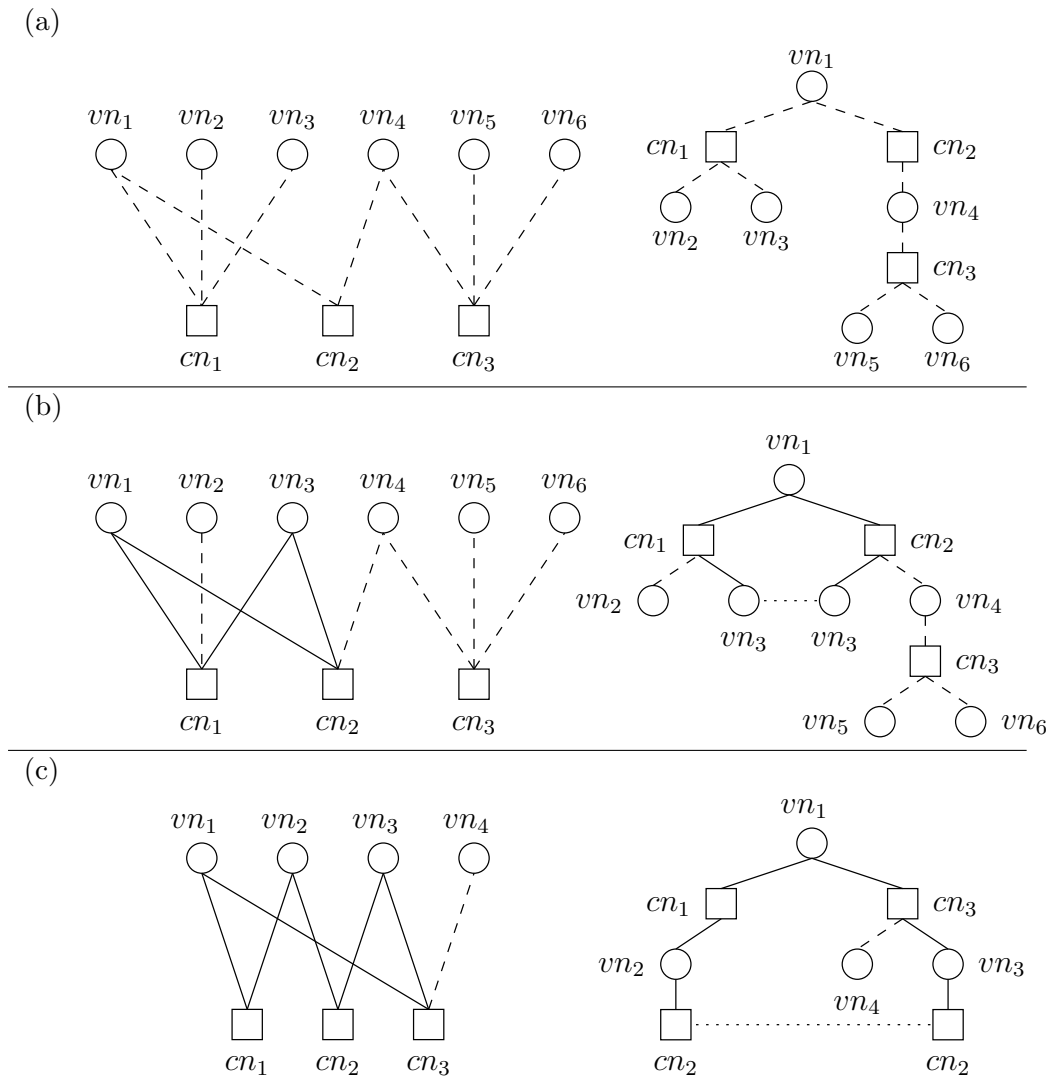 (a)
vn₁
vn₁ vn₂ vn₃ vn₄ vn₅ vn₆
cn₁ cn₂
vn₂ vn₃ vn₄
cn₃
cn₁ cn₂ cn₃ vn₅ vn₆
(b)
vn₁
vn₁ vn₂ vn₃ vn₄ vn₅ vn₆
cn₁ cn₂
vn₂ vn₃ vn₃ vn₄
cn₃
cn₁ cn₂ cn₃ vn₅ vn₆
(c)
vn₁
vn₁ vn₂ vn₃ vn₄
cn₁ cn₃
vn₂ vn₄ vn₃
cn₁ cn₂ cn₃ cn₂ cn₂